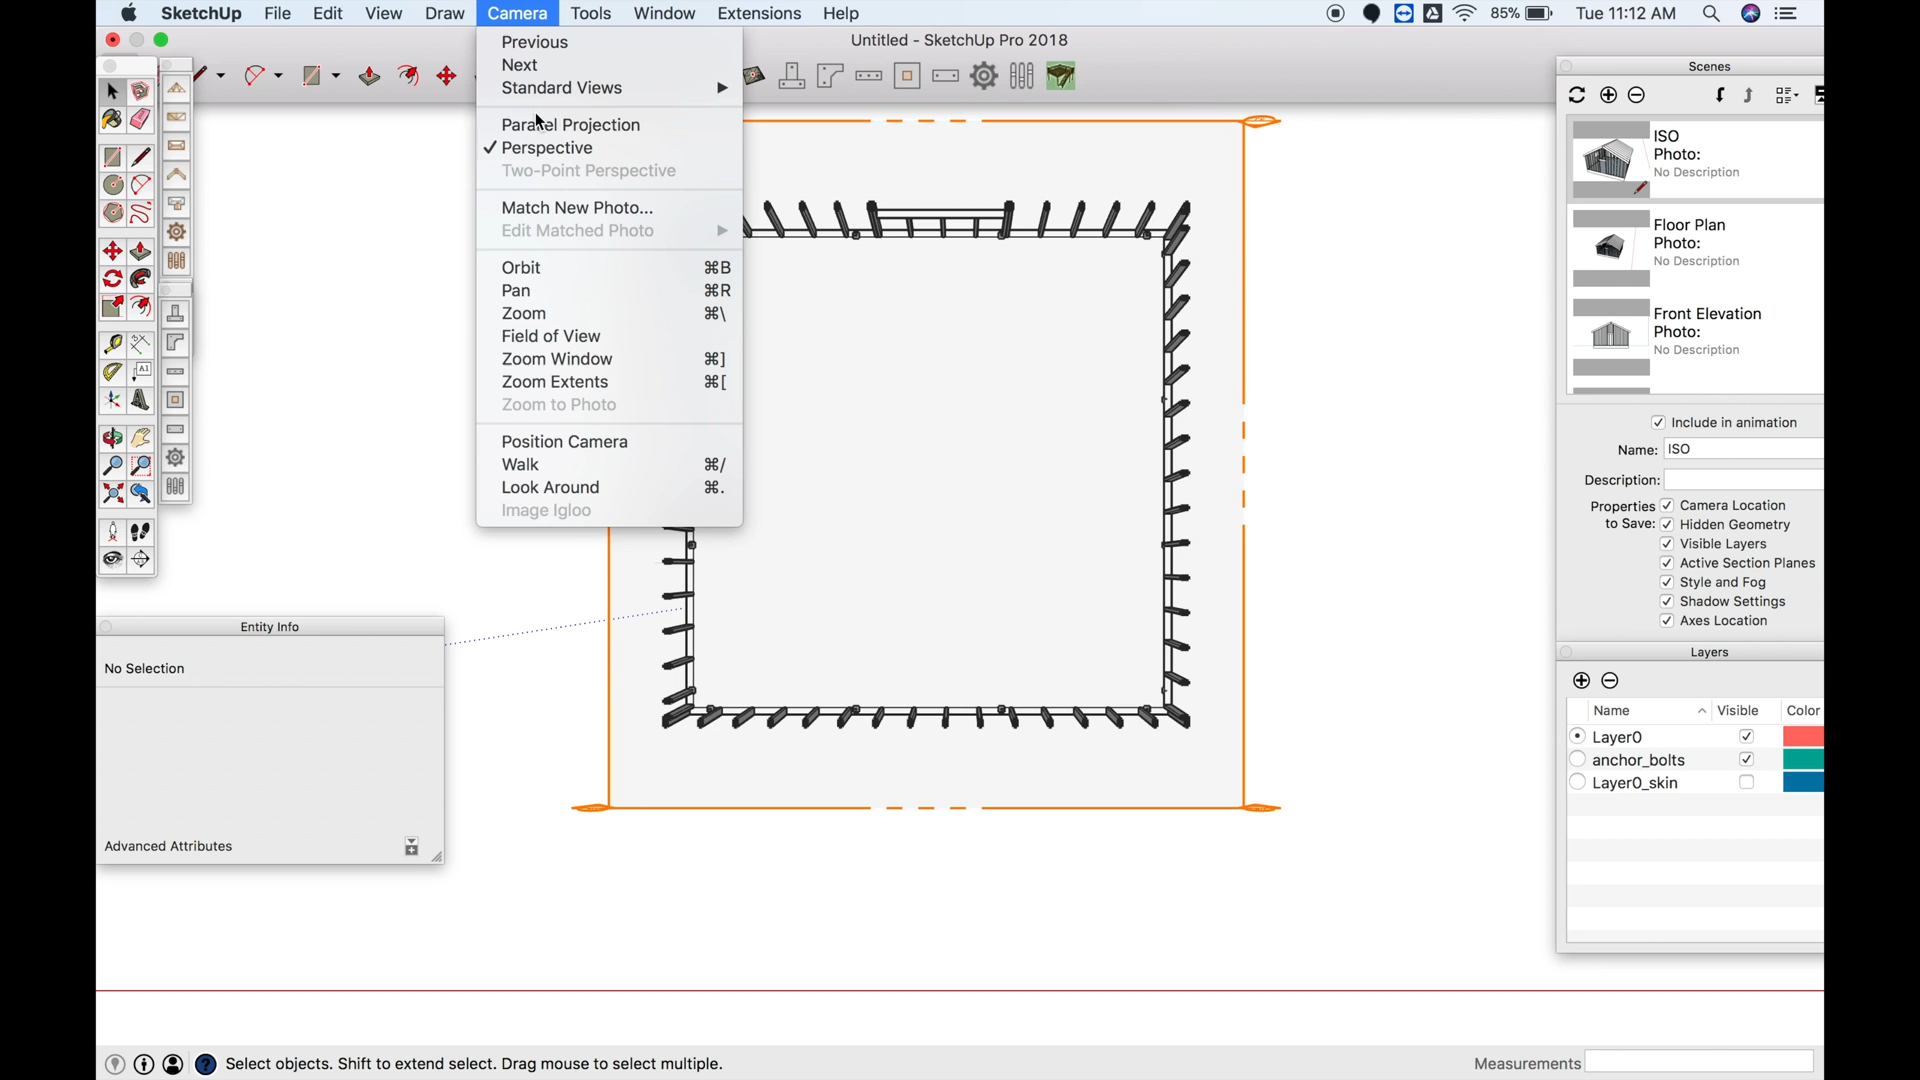 SketchUp File Edit View Draw Camera Tools Window Extensions Help 85% Tue 11:12 AM
Untitled - SketchUp Pro 2018
Previous
Next
Standard Views
Parallel Projection
✓ Perspective
Two-Point Perspective
Match New Photo...
Edit Matched Photo
Orbit ⌘B
Pan ⌘R
Zoom ⌘\
Field of View
Zoom Window ⌘]
Zoom Extents ⌘[
Zoom to Photo
Position Camera
Walk ⌘/
Look Around ⌘.
Image Igloo
A1
Entity Info
No Selection
Advanced Attributes
Scenes
ISO
Photo:
No Description
Floor Plan
Photo:
No Description
Front Elevation
Photo:
No Description
Include in animation
Name: ISO
Description:
Properties to Save:
Camera Location
Hidden Geometry
Visible Layers
Active Section Planes
Style and Fog
Shadow Settings
Axes Location
Layers
Name Visible Color
Layer0
anchor_bolts
Layer0_skin
Select objects. Shift to extend select. Drag mouse to select multiple.
Measurements